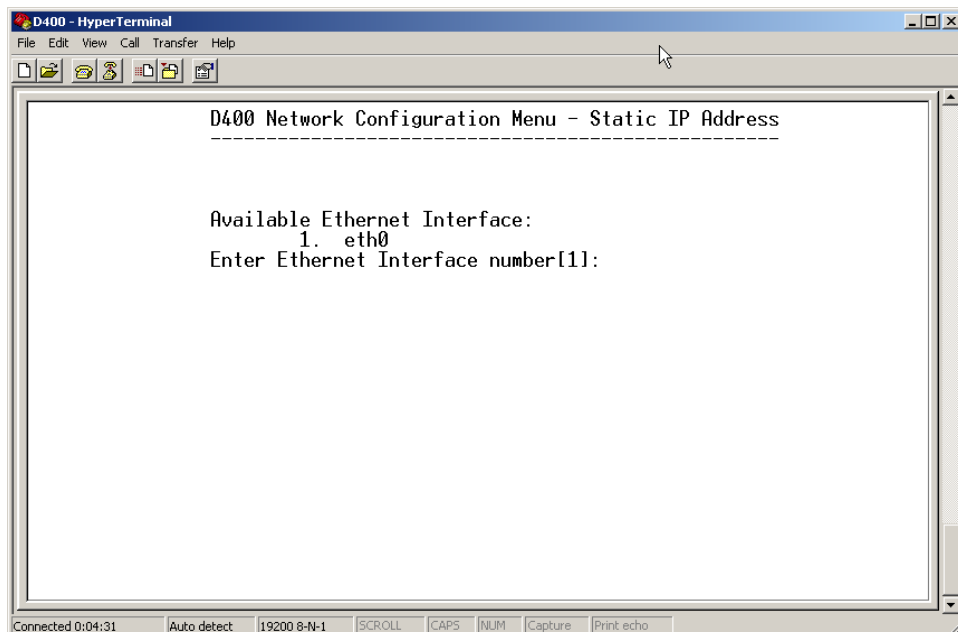 D400 - HyperTerminal
File Edit View Call Transfer Help
D400 Network Configuration Menu - Static IP Address
---------------------------------------------------
Available Ethernet Interface:
1. eth0
Enter Ethernet Interface number[1]:
Connected 0:04:31 Auto detect 19200 8-N-1 SCROLL CAPS NUM Capture Print echo